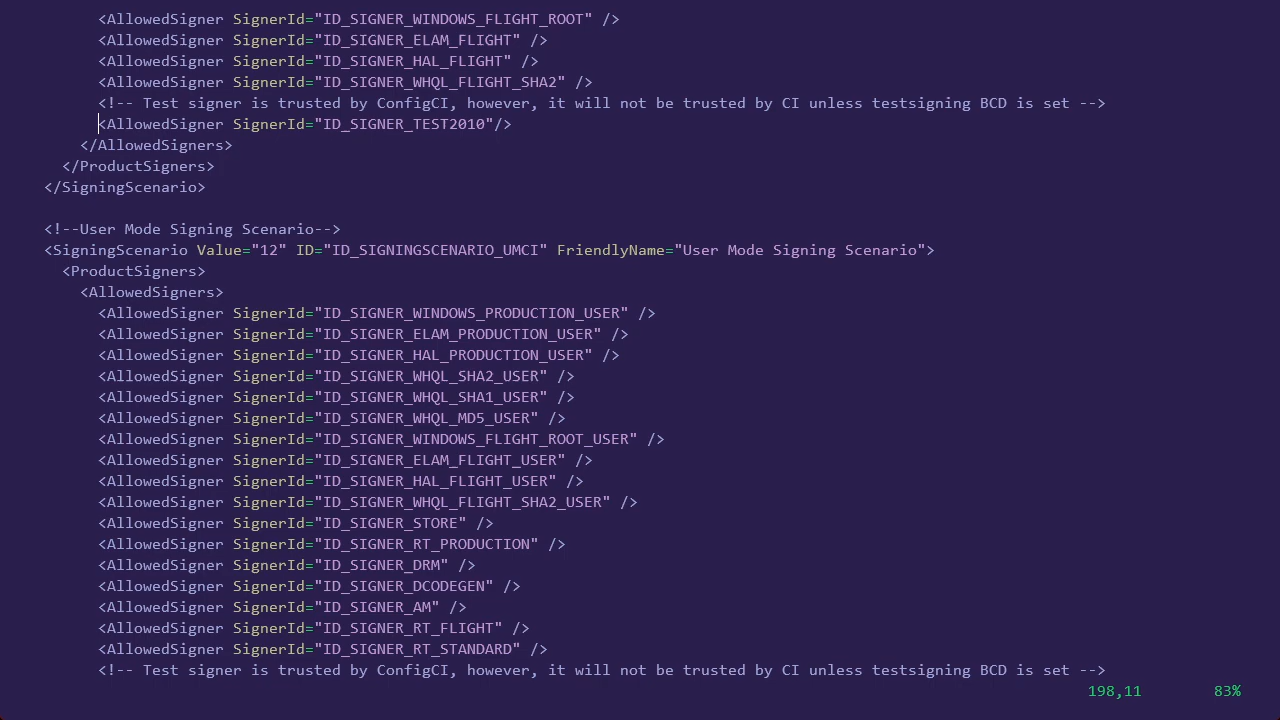 <AllowedSigner SignerId="ID_SIGNER_WINDOWS_FLIGHT_ROOT" />
<AllowedSigner SignerId="ID_SIGNER_ELAM_FLIGHT" />
<AllowedSigner SignerId="ID_SIGNER_HAL_FLIGHT" />
<AllowedSigner SignerId="ID_SIGNER_WHQL_FLIGHT_SHA2" />
<!-- Test signer is trusted by ConfigCI, however, it will not be trusted by CI unless testsigning BCD is set -->
<AllowedSigner SignerId="ID_SIGNER_TEST2010"/>
</AllowedSigners>
</ProductSigners>
</SigningScenario>
<!--User Mode Signing Scenario-->
<SigningScenario Value="12" ID="ID_SIGNINGSCENARIO_UMCI" FriendlyName="User Mode Signing Scenario">
<ProductSigners>
<AllowedSigners>
<AllowedSigner SignerId="ID_SIGNER_WINDOWS_PRODUCTION_USER" />
<AllowedSigner SignerId="ID_SIGNER_ELAM_PRODUCTION_USER" />
<AllowedSigner SignerId="ID_SIGNER_HAL_PRODUCTION_USER" />
<AllowedSigner SignerId="ID_SIGNER_WHQL_SHA2_USER" />
<AllowedSigner SignerId="ID_SIGNER_WHQL_SHA1_USER" />
<AllowedSigner SignerId="ID_SIGNER_WHQL_MD5_USER" />
<AllowedSigner SignerId="ID_SIGNER_WINDOWS_FLIGHT_ROOT_USER" />
<AllowedSigner SignerId="ID_SIGNER_ELAM_FLIGHT_USER" />
<AllowedSigner SignerId="ID_SIGNER_HAL_FLIGHT_USER" />
<AllowedSigner SignerId="ID_SIGNER_WHQL_FLIGHT_SHA2_USER" />
<AllowedSigner SignerId="ID_SIGNER_STORE" />
<AllowedSigner SignerId="ID_SIGNER_RT_PRODUCTION" />
<AllowedSigner SignerId="ID_SIGNER_DRM" />
<AllowedSigner SignerId="ID_SIGNER_DCODEGEN" />
<AllowedSigner SignerId="ID_SIGNER_AM" />
<AllowedSigner SignerId="ID_SIGNER_RT_FLIGHT" />
<AllowedSigner SignerId="ID_SIGNER_RT_STANDARD" />
<!-- Test signer is trusted by ConfigCI, however, it will not be trusted by CI unless testsigning BCD is set -->
198,11 83%